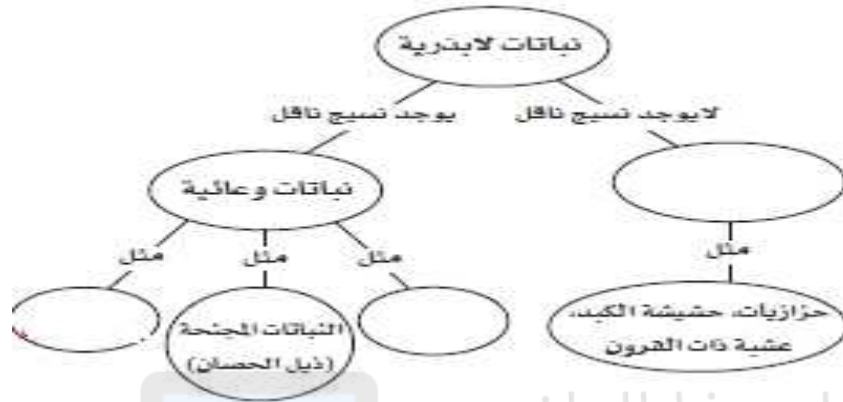 نباتات لابذرية
لايوجد نسيج ناقل
يوجد نسيج ناقل
نباتات وعائية
مثل
مثل
مثل
مثل
النباتات المجنحة
(ذيل الحصان)
حزازيات، حشيشة الكبد،
عشبة ذات القرون